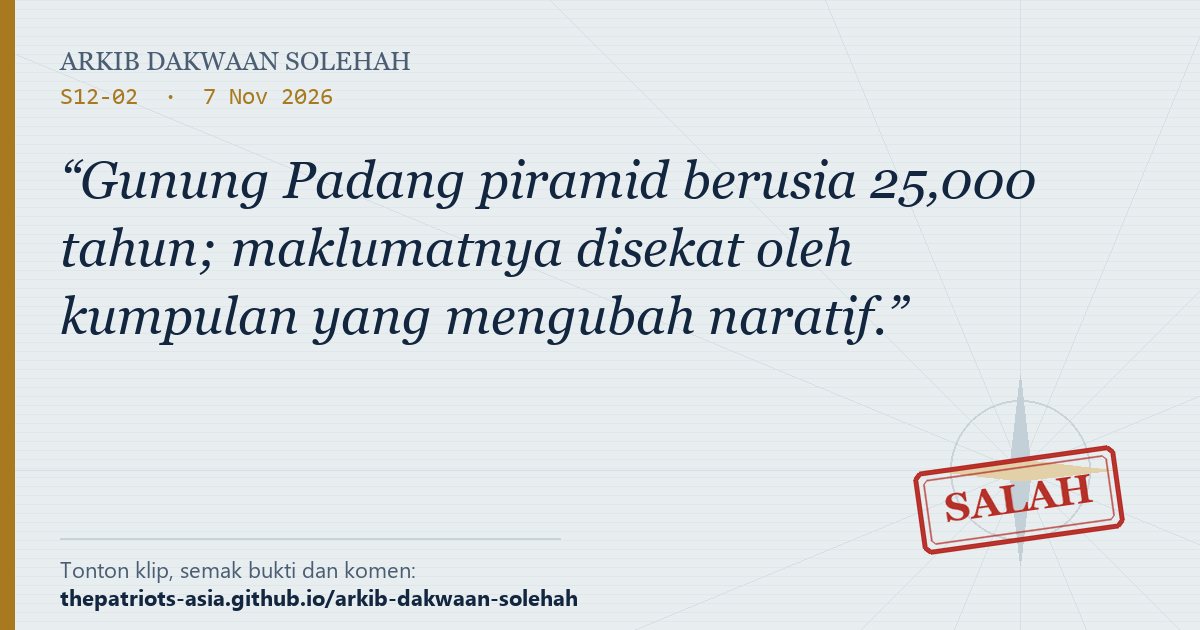 ARKIB DAKWAAN SOLEHAH
S12-02 · 7 Nov 2026
“Gunung Padang piramid berusia 25,000
tahun; maklumatnya disekat oleh
kumpulan yang mengubah naratif.”
SALAH
Tonton klip, semak bukti dan komen:
thepatriots-asia.github.io/arkib-dakwaan-solehah